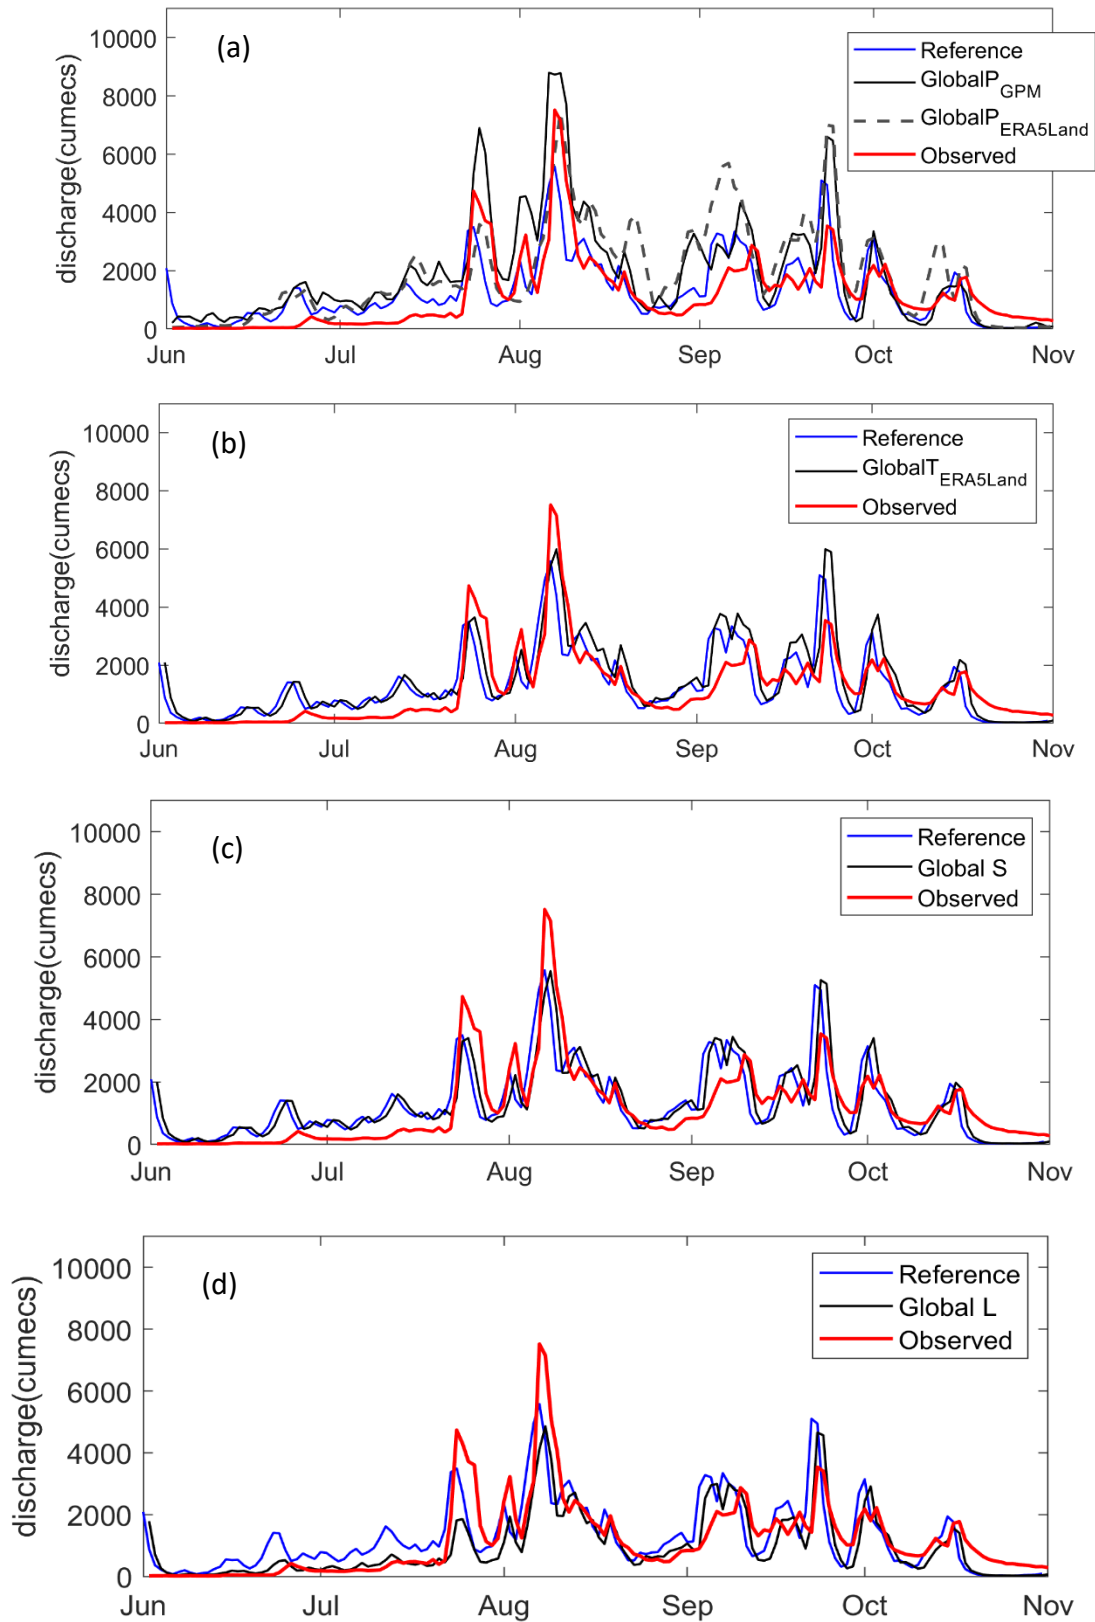 (a)
discharge(cumecs)
10000
8000
6000
4000
2000
0
Jun Jul Aug Sep Oct Nov
Reference
GlobalP_GPM
GlobalP_ERA5Land
Observed
(b)
discharge(cumecs)
10000
8000
6000
4000
2000
0
Jun Jul Aug Sep Oct Nov
Reference
GlobalT_ERA5Land
Observed
(c)
discharge(cumecs)
10000
8000
6000
4000
2000
0
Jun Jul Aug Sep Oct Nov
Reference
Global S
Observed
(d)
discharge(cumecs)
10000
8000
6000
4000
2000
0
Jun Jul Aug Sep Oct Nov
Reference
Global L
Observed